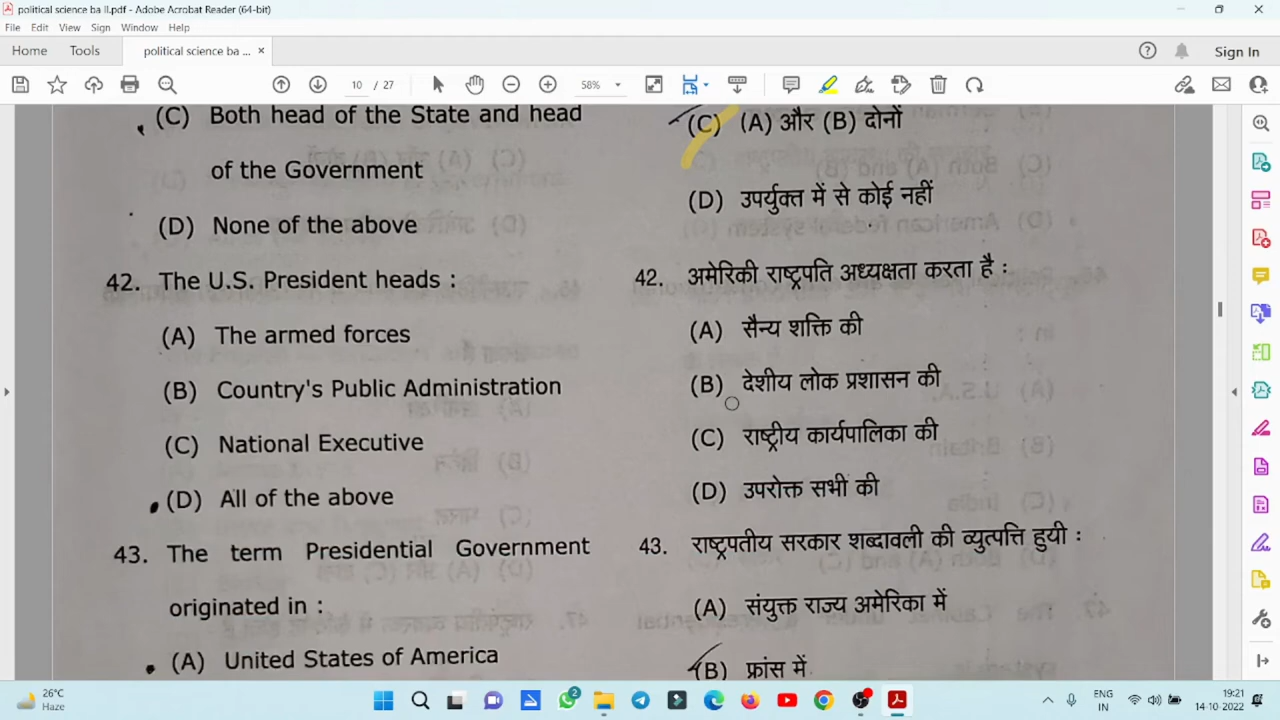 political science ba II.pdf - Adobe Acrobat Reader (64-bit)
File Edit View Sign Window Help
Home Tools political science ba ... × Sign In
10 / 27 58%
(C) Both head of the State and head
of the Government
(D) None of the above
42. The U.S. President heads :
(A) The armed forces
(B) Country's Public Administration
(C) National Executive
(D) All of the above
43. The term Presidential Government
originated in :
(A) United States of America
(C) (A) और (B) दोनों
(D) उपर्युक्त में से कोई नहीं
42. अमेरिकी राष्ट्रपति अध्यक्षता करता है :
(A) सैन्य शक्ति की
(B) देशीय लोक प्रशासन की
(C) राष्ट्रीय कार्यपालिका की
(D) उपरोक्त सभी की
43. राष्ट्रपतीय सरकार शब्दावली की व्युत्पत्ति हुयी :
(A) संयुक्त राज्य अमेरिका में
(B) फ्रांस में
26°C
Haze
2
ENG
IN
19:21
14-10-2022